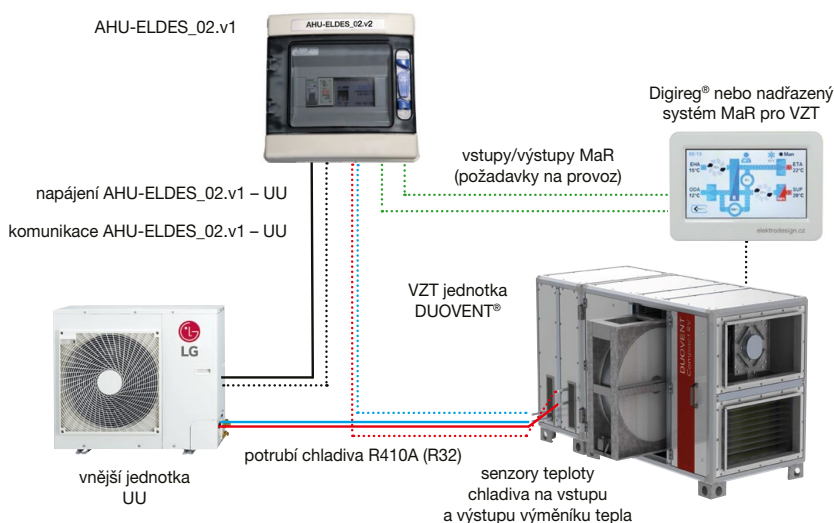 AHU-ELDES_02.v1
AHU-ELDES_02.v2
Digireg® nebo nadřazený
systém MaR pro VZT
vstupy/výstupy MaR
(požadavky na provoz)
Man
EHA
15°C
ETA
22°C
ODA
12°C
SUP
28°C
elektrodesign.cz
napájení AHU-ELDES_02.v1 – UU
komunikace AHU-ELDES_02.v1 – UU
VZT jednotka
DUOVENT®
LG
DUOVENT
Compact RV
potrubí chladiva R410A (R32)
vnější jednotka
UU
senzory teploty
chladiva na vstupu
a výstupu výměníku tepla